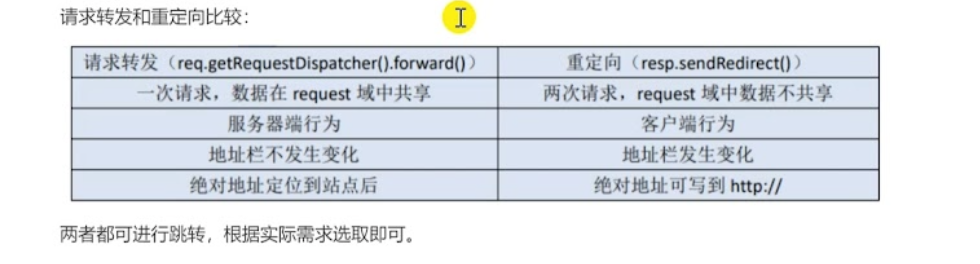 请求转发和重定向比较：
请求转发（req.getRequestDispatcher().forward()） 重定向（resp.sendRedirect()）
一次请求，数据在 request 域中共享 两次请求，request 域中数据不共享
服务器端行为 客户端行为
地址栏不发生变化 地址栏发生变化
绝对地址定位到站点后 绝对地址可写到 http://
两者都可进行跳转，根据实际需求选取即可。